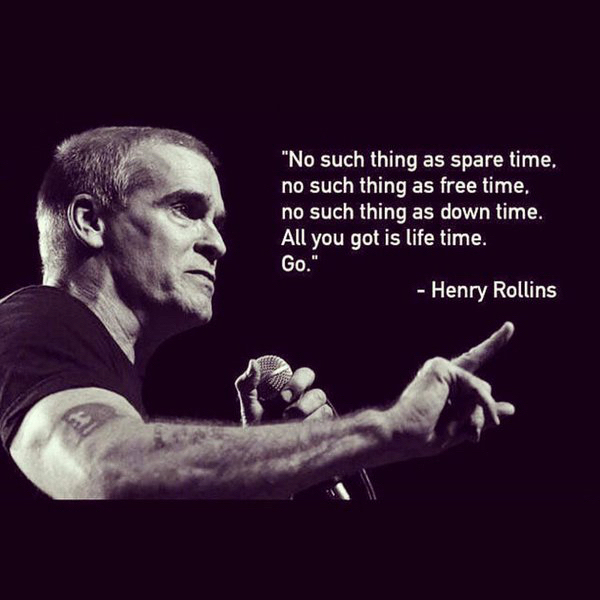 "No such thing as spare time,
no such thing as free time,
no such thing as down time.
All you got is life time.
Go."
- Henry Rollins